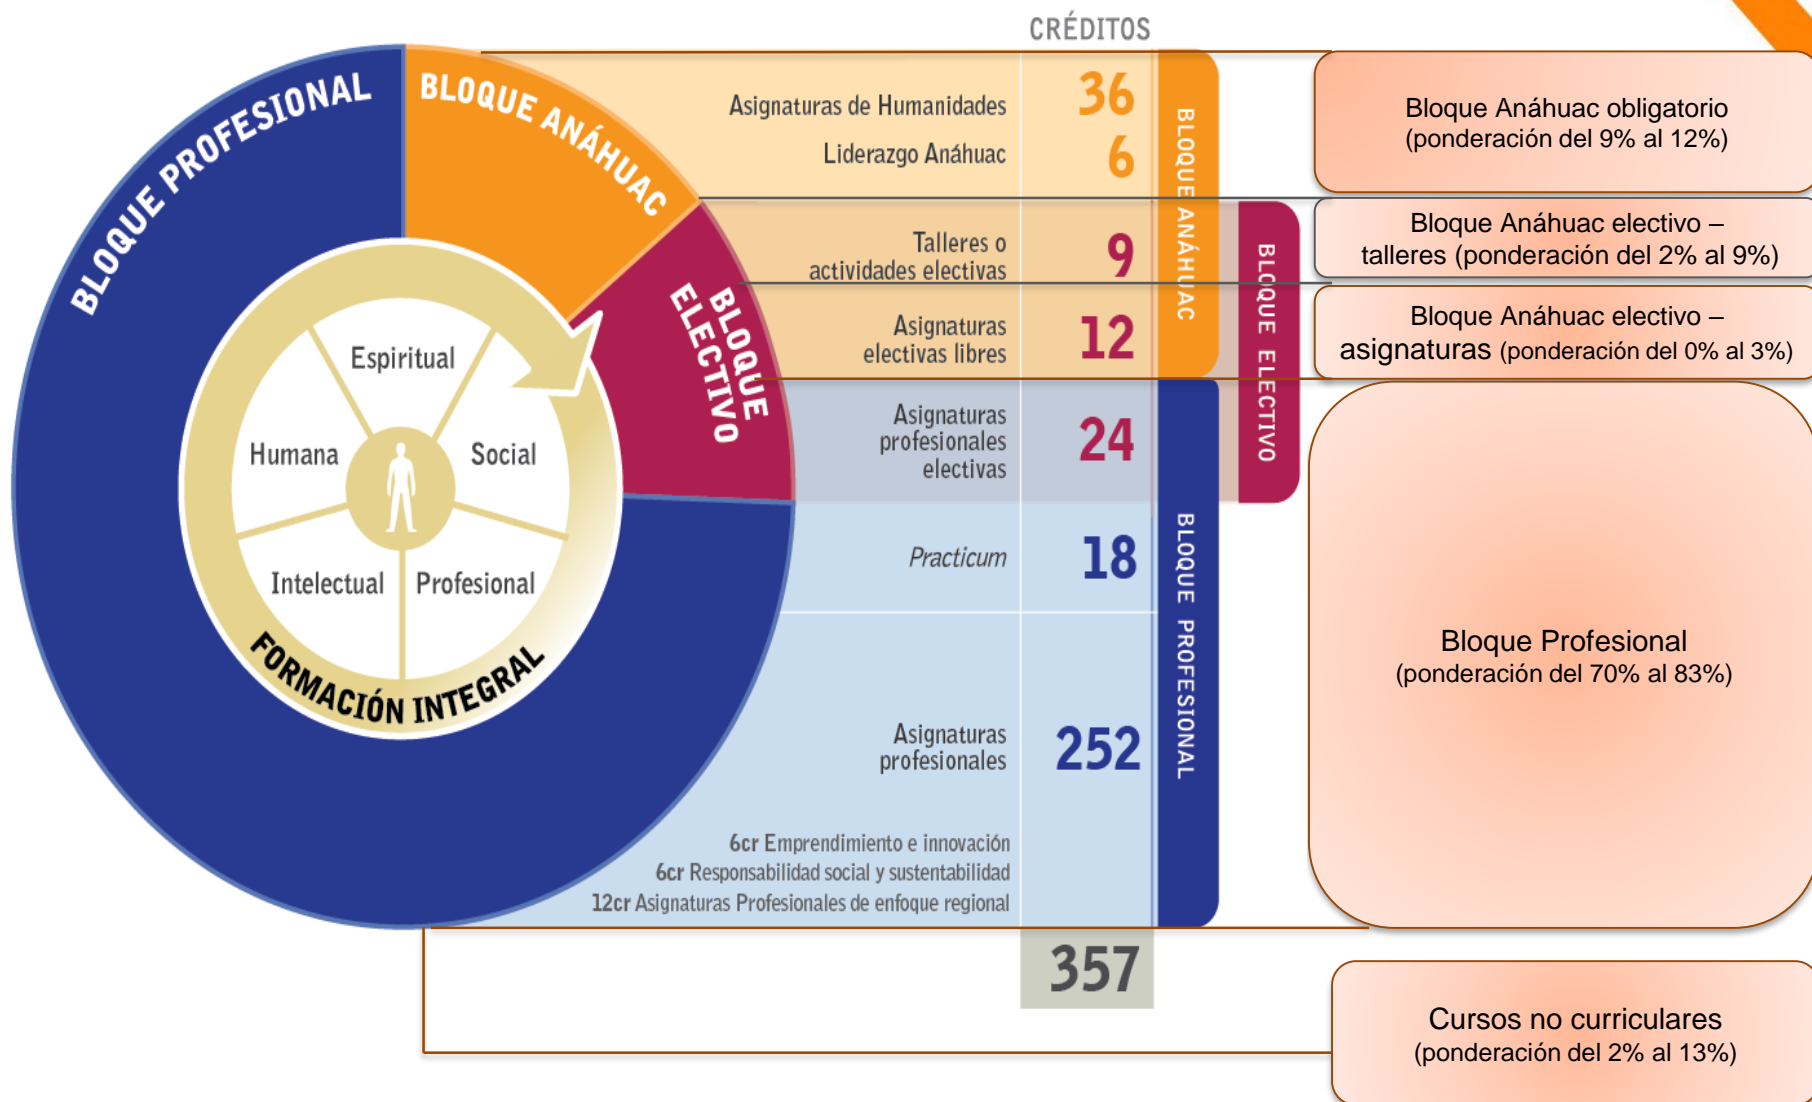 CRÉDITOS
BLOQUE PROFESIONAL
BLOQUE ANÁHUAC
BLOQUE
ELECTIVO
Espiritual
Humana
Social
Intelectual
Profesional
FORMACIÓN INTEGRAL
Asignaturas de Humanidades
36
Liderazgo Anáhuac
6
Talleres o
actividades electivas
9
Asignaturas
electivas libres
12
Asignaturas
profesionales
electivas
24
Practicum
18
Asignaturas
profesionales
252
6cr Emprendimiento e innovación
6cr Responsabilidad social y sustentabilidad
12cr Asignaturas Profesionales de enfoque regional
357
BLOQUE ANÁHUAC
BLOQUE ELECTIVO
BLOQUE PROFESIONAL
Bloque Anáhuac obligatorio
(ponderación del 9% al 12%)
Bloque Anáhuac electivo –
talleres (ponderación del 2% al 9%)
Bloque Anáhuac electivo –
asignaturas (ponderación del 0% al 3%)
Bloque Profesional
(ponderación del 70% al 83%)
Cursos no curriculares
(ponderación del 2% al 13%)